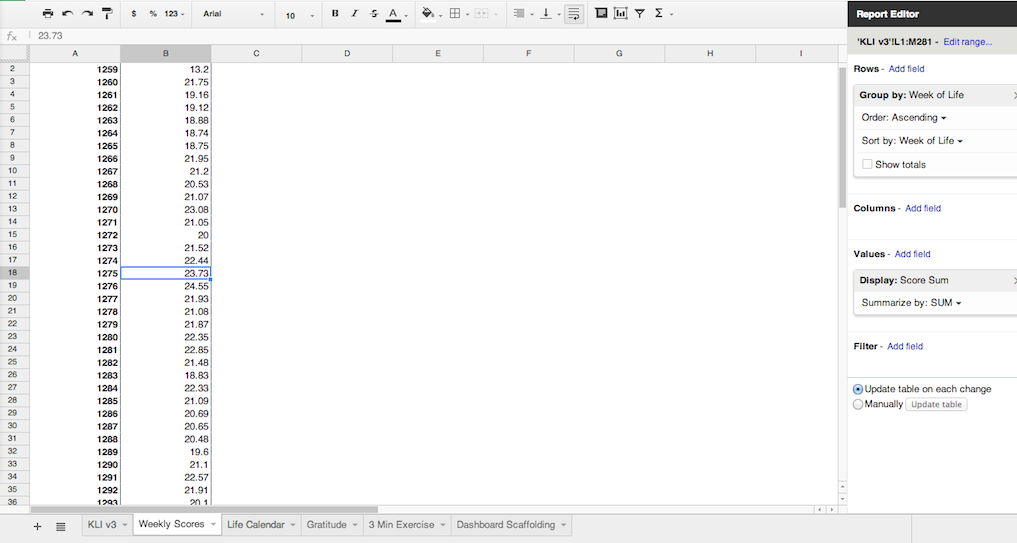 $ % 123 Arial 10 B I S A Σ
fx 23.73
A B C D E F G H I
2 1259 13.2
3 1260 21.75
4 1261 19.16
5 1262 19.12
6 1263 18.88
7 1264 18.74
8 1265 18.75
9 1266 21.95
10 1267 21.2
11 1268 20.53
12 1269 21.07
13 1270 23.08
14 1271 21.05
15 1272 20
16 1273 21.52
17 1274 22.44
18 1275 23.73
19 1276 24.55
20 1277 21.93
21 1278 21.08
22 1279 21.87
23 1280 22.35
24 1281 22.85
25 1282 21.48
26 1283 18.83
27 1284 22.33
28 1285 21.09
29 1286 20.69
30 1287 20.65
31 1288 20.48
32 1289 19.6
33 1290 21.1
34 1291 22.57
35 1292 21.91
36 1293 20.1
KLI v3 Weekly Scores Life Calendar Gratitude 3 Min Exercise Dashboard Scaffolding
Report Editor
'KLI v3'!L1:M281 - Edit range...
Rows - Add field
Group by: Week of Life
Order: Ascending
Sort by: Week of Life
Show totals
Columns - Add field
Values - Add field
Display: Score Sum
Summarize by: SUM
Filter - Add field
Update table on each change
Manually Update table